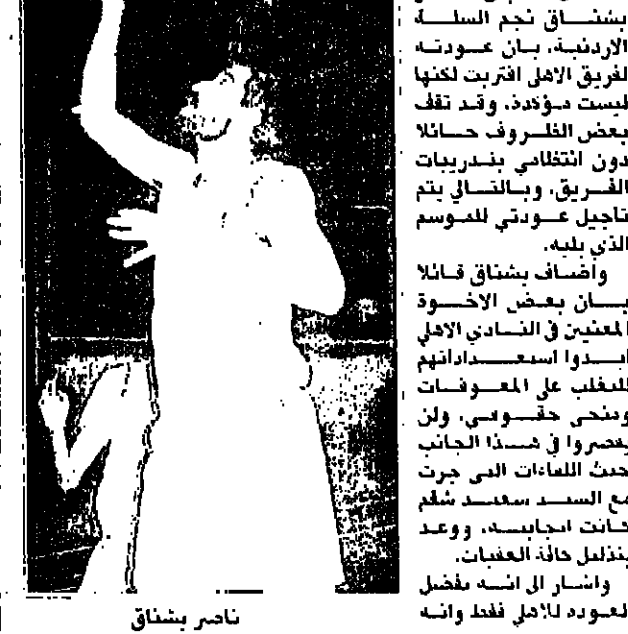 بشناق نجم السلة
الاردنية، بان عودته
لفريق الاهلي اقتربت لكنها
ليست مؤكدة، وقد تقف
بعض الظروف حائلا
دون انتظامي بتدريبات
الفريق، وبالتالي يتم
تاجيل عودتي للموسم
الذي يليه.
واضاف بشناق قائلا
بان بعض الاخوة
المعنيين في النادي الاهلي
ابدوا استعداداتهم
للتغلب على المعوقات
ومنحي حقوقي، ولن
يقصروا في هذا الجانب
حيث اللقاءات التي جرت
مع السيد سعيد شقم
كانت ايجابية، ووعد
بتذليل كافة العقبات.
واشار الى انه يفضل
العودة للاهلي فقط وانه
ناصر بشناق